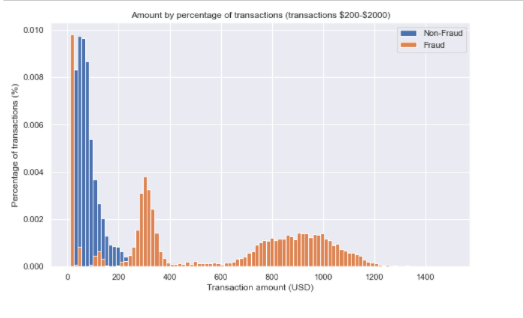 Amount by percentage of transactions (transactions $200-$2000)
Non-Fraud
Fraud
Percentage of transactions (%)
0.010
0.008
0.006
0.004
0.002
0.000
0 200 400 600 800 1000 1200 1400
Transaction amount (USD)